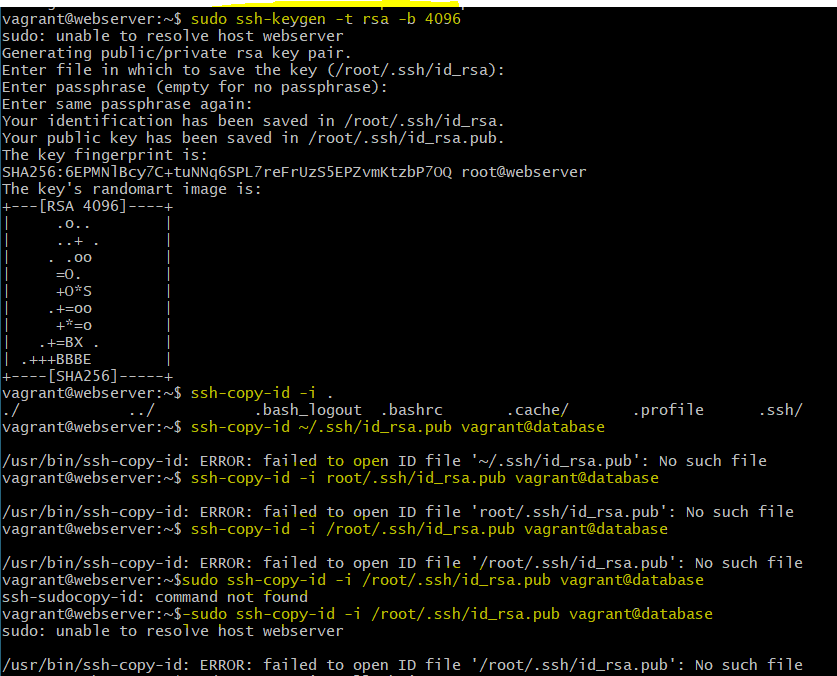 vagrant@webserver:~$ sudo ssh-keygen -t rsa -b 4096
sudo: unable to resolve host webserver
Generating public/private rsa key pair.
Enter file in which to save the key (/root/.ssh/id_rsa):
Enter passphrase (empty for no passphrase):
Enter same passphrase again:
Your identification has been saved in /root/.ssh/id_rsa.
Your public key has been saved in /root/.ssh/id_rsa.pub.
The key fingerprint is:
SHA256:6EPMNlBcy7C+tuNNq6SPL7reFrUzS5EPZvmKtzbP7OQ root@webserver
The key's randomart image is:
+---[RSA 4096]----+
|     .o..        |
|     ..+ .       |
|    . .oo        |
|     =O.         |
|     +O*S        |
|    .+=oo        |
|     +*=o        |
|   .+=BX .       |
| .+++BBBE        |
+----[SHA256]-----+
vagrant@webserver:~$ ssh-copy-id -i .
./            ../           .bash_logout  .bashrc       .cache/       .profile      .ssh/
vagrant@webserver:~$ ssh-copy-id ~/.ssh/id_rsa.pub vagrant@database
/usr/bin/ssh-copy-id: ERROR: failed to open ID file '~/.ssh/id_rsa.pub': No such file
vagrant@webserver:~$ ssh-copy-id -i root/.ssh/id_rsa.pub vagrant@database
/usr/bin/ssh-copy-id: ERROR: failed to open ID file 'root/.ssh/id_rsa.pub': No such file
vagrant@webserver:~$ ssh-copy-id -i /root/.ssh/id_rsa.pub vagrant@database
/usr/bin/ssh-copy-id: ERROR: failed to open ID file '/root/.ssh/id_rsa.pub': No such file
vagrant@webserver:~$sudo ssh-copy-id -i /root/.ssh/id_rsa.pub vagrant@database
ssh-sudocopy-id: command not found
vagrant@webserver:~$-sudo ssh-copy-id -i /root/.ssh/id_rsa.pub vagrant@database
sudo: unable to resolve host webserver
/usr/bin/ssh-copy-id: ERROR: failed to open ID file '/root/.ssh/id_rsa.pub': No such file